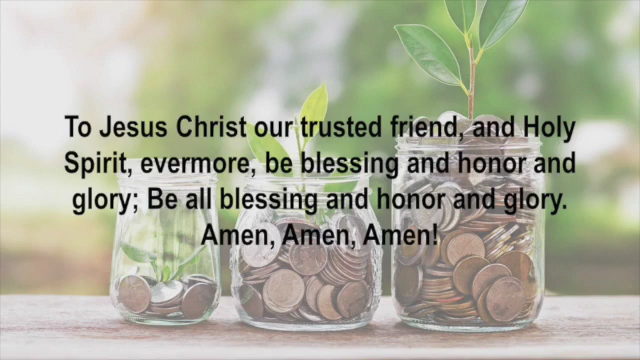 To Jesus Christ our trusted friend, and Holy
Spirit, evermore, be blessing and honor and
glory; Be all blessing and honor and glory.
Amen, Amen, Amen!